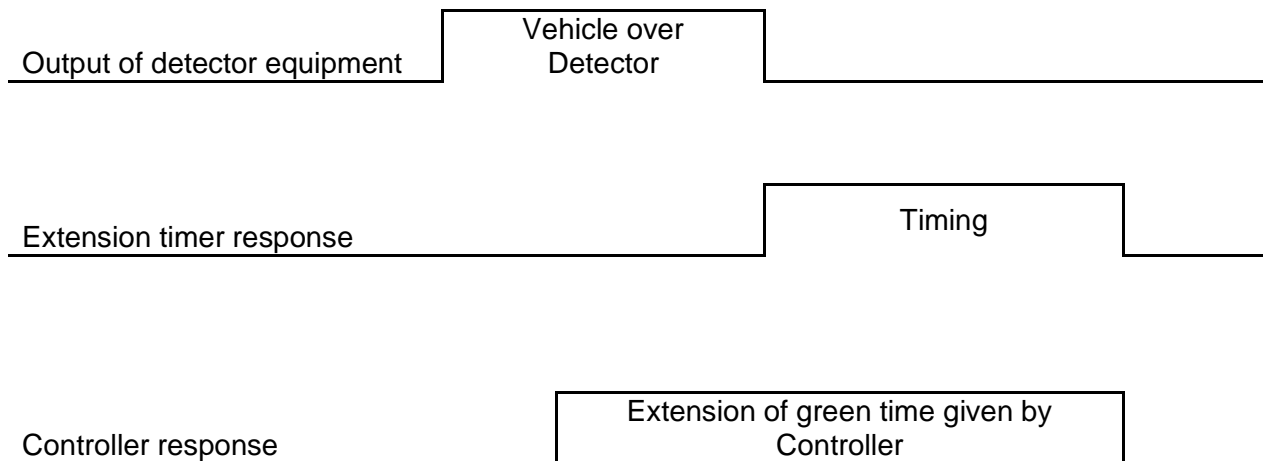 Vehicle over
Output of detector equipment
Detector
Timing
Extension timer response
Extension of green time given by
Controller response
Controller